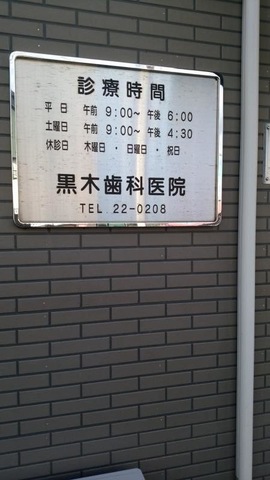 診療時間
平日 午前 9:00～ 午後 6:00
土曜日 午前 9:00～ 午後 4:30
休診日 木曜日・日曜日・祝日
黒木歯科医院
TEL 22-0208